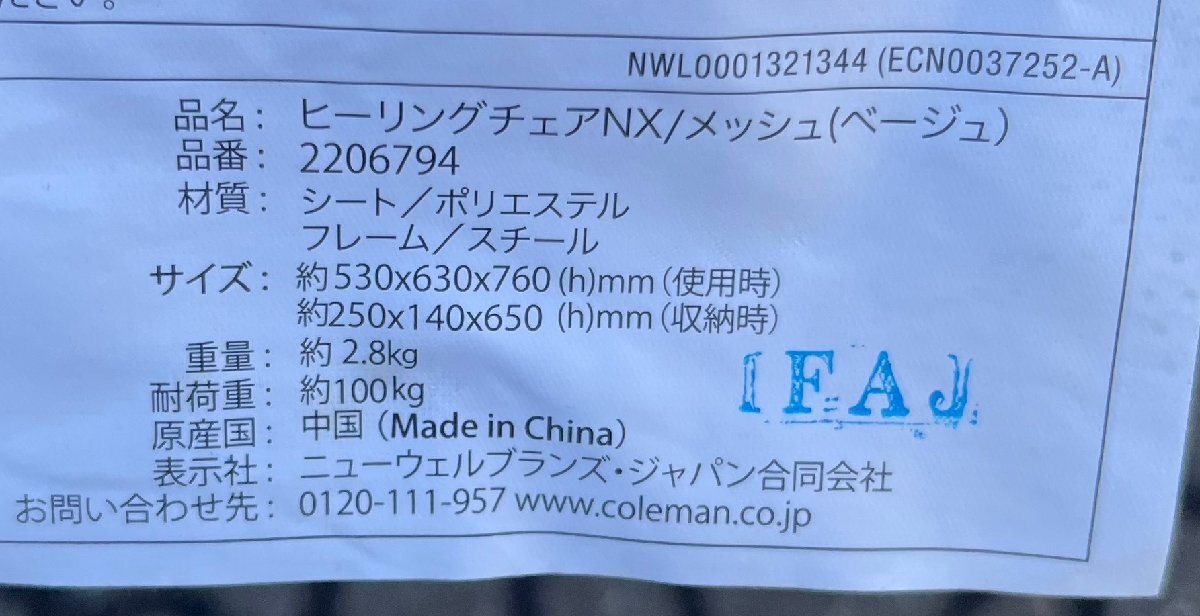 ださい。
NWL0001321344 (ECN0037252-A)
品名: ヒーリングチェアNX/メッシュ(ベージュ)
品番: 2206794
材質: シート／ポリエステル
フレーム／スチール
サイズ: 約530x630x760 (h)mm (使用時)
約250x140x650 (h)mm (収納時)
重量: 約 2.8kg
耐荷重: 約100kg
[FAJ]
原産国: 中国 (Made in China)
表示社: ニューウェルブランズ・ジャパン合同会社
お問い合わせ先: 0120-111-957 www.coleman.co.jp